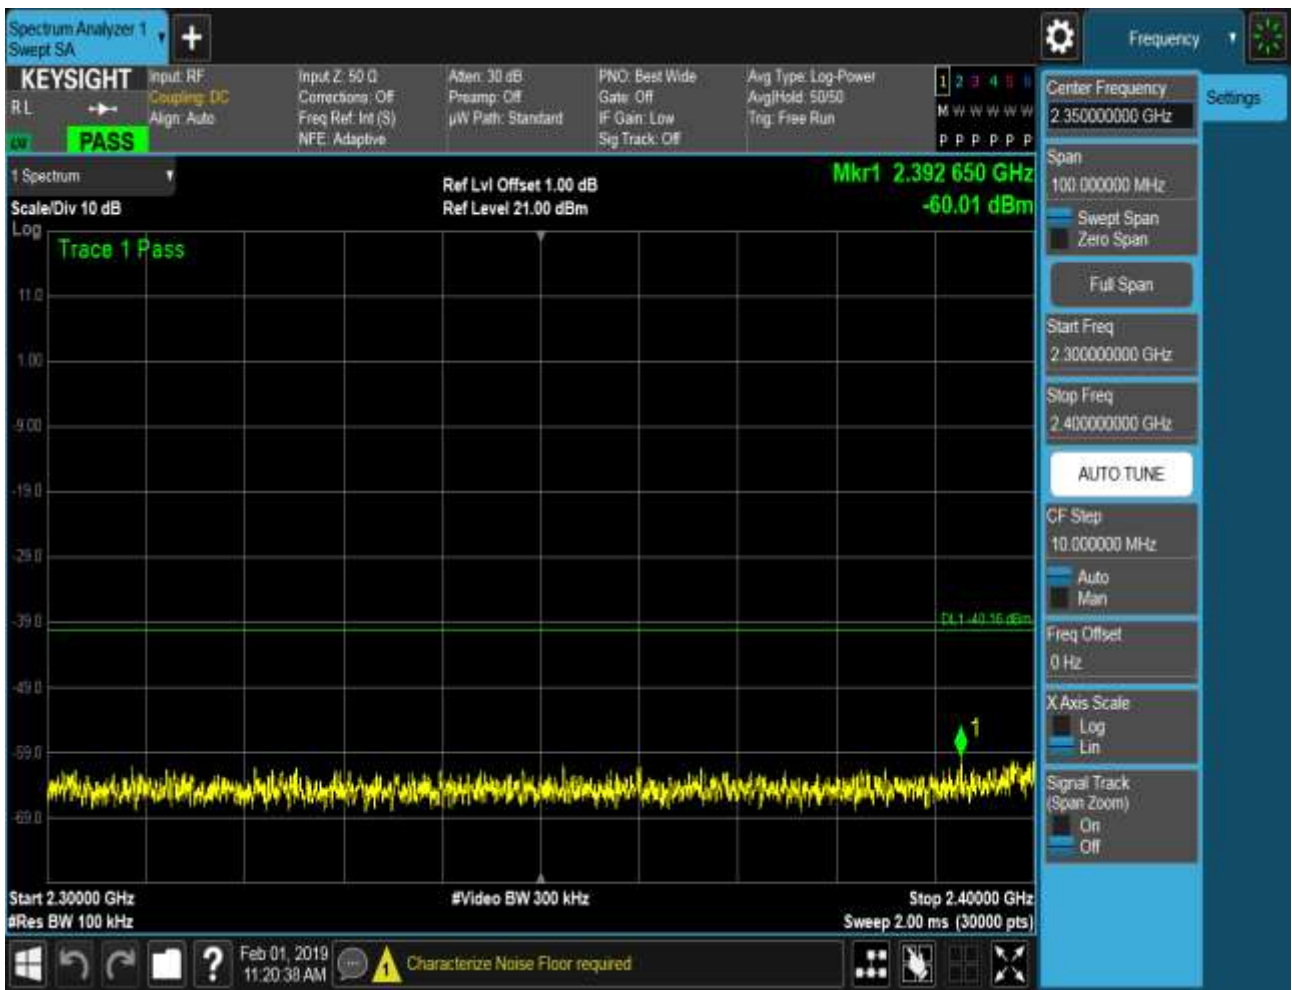 Spectrum Analyzer 1
Swept SA
+
Frequency
KEYSIGHT
R L
PASS
Input: RF
Coupling: DC
Align: Auto
Input Z: 50 Ω
Corrections: Off
Freq Ref: Int (S)
NFE: Adaptive
Atten: 30 dB
Preamp: Off
µW Path: Standard
PNO: Best Wide
Gate: Off
IF Gain: Low
Sig Track: Off
Avg Type: Log-Power
Avg|Hold: 50/50
Trig: Free Run
1 2 3 4 5 6
M W W W W W
P P P P P P
1 Spectrum
Scale/Div 10 dB
Log
Ref Lvl Offset 1.00 dB
Ref Level 21.00 dBm
Mkr1 2.392 650 GHz
-60.01 dBm
Trace 1 Pass
11.0
1.00
-9.00
-19.0
-29.0
-39.0
DL1 -40.16 dBm
-49.0
1
-59.0
-69.0
Start 2.30000 GHz
#Res BW 100 kHz
#Video BW 300 kHz
Stop 2.40000 GHz
Sweep 2.00 ms (30000 pts)
Center Frequency
2.350000000 GHz
Settings
Span
100.000000 MHz
Swept Span
Zero Span
Full Span
Start Freq
2.300000000 GHz
Stop Freq
2.400000000 GHz
AUTO TUNE
CF Step
10.000000 MHz
Auto
Man
Freq Offset
0 Hz
X Axis Scale
Log
Lin
Signal Track
(Span Zoom)
On
Off
?
Feb 01, 2019
11:20:38 AM
1
Characterize Noise Floor required